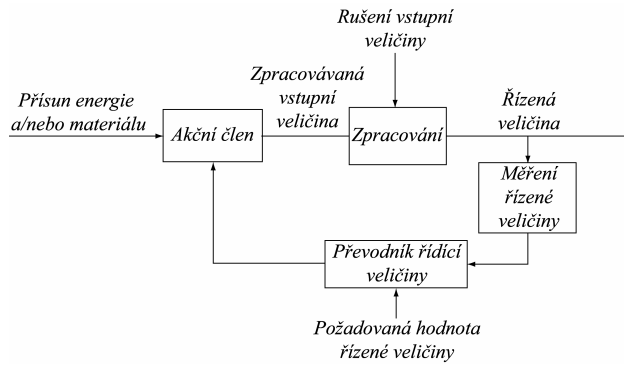 Rušení vstupní
veličiny
Zpracovávaná
vstupní
veličina
Přísun energie
a/nebo materiálu
Akční člen
Zpracování
Řízená
veličina
Měření
řízené
veličiny
Převodník řídící
veličiny
Požadovaná hodnota
řízené veličiny